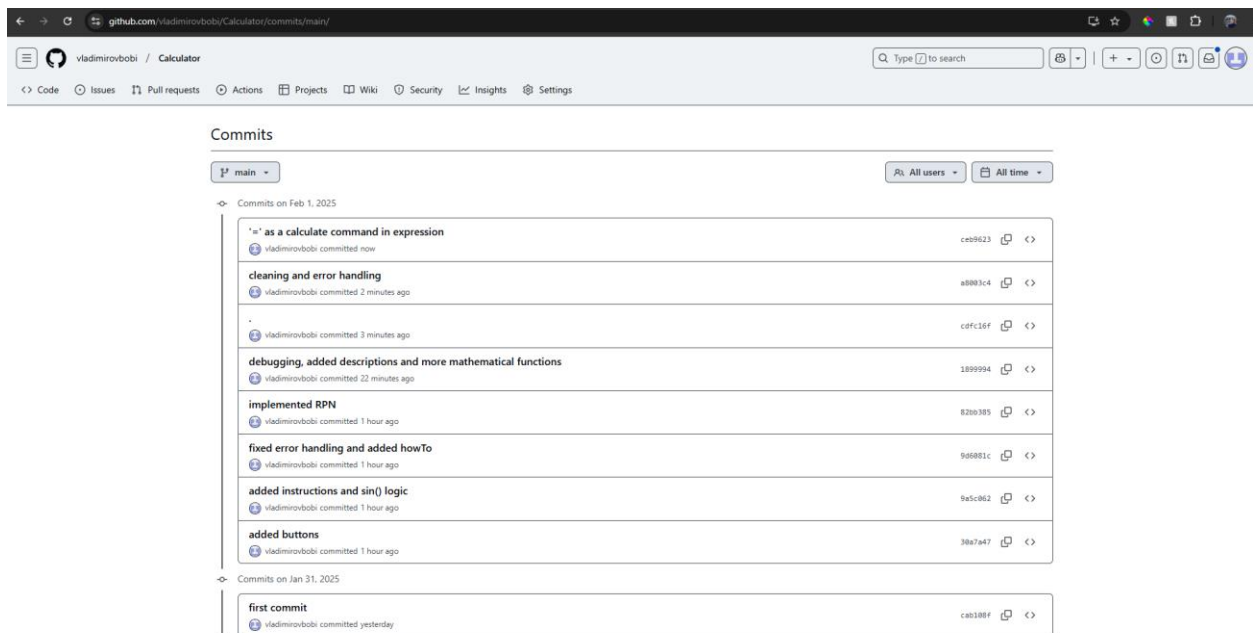 github.com/vladimirovbobi/Calculator/commits/main/
vladimirovbobi / Calculator
Type / to search
Code Issues Pull requests Actions Projects Wiki Security Insights Settings
Commits
main All users All time
Commits on Feb 1, 2025
'=' as a calculate command in expression
vladimirovbobi committed now
ceb9623
cleaning and error handling
vladimirovbobi committed 2 minutes ago
a8003c4
.
vladimirovbobi committed 3 minutes ago
cdfc16f
debugging, added descriptions and more mathematical functions
vladimirovbobi committed 22 minutes ago
1899994
implemented RPN
vladimirovbobi committed 1 hour ago
82bb385
fixed error handling and added howTo
vladimirovbobi committed 1 hour ago
9d6081c
added instructions and sin() logic
vladimirovbobi committed 1 hour ago
9a5c062
added buttons
vladimirovbobi committed 1 hour ago
30a7a47
Commits on Jan 31, 2025
first commit
vladimirovbobi committed yesterday
cab108f